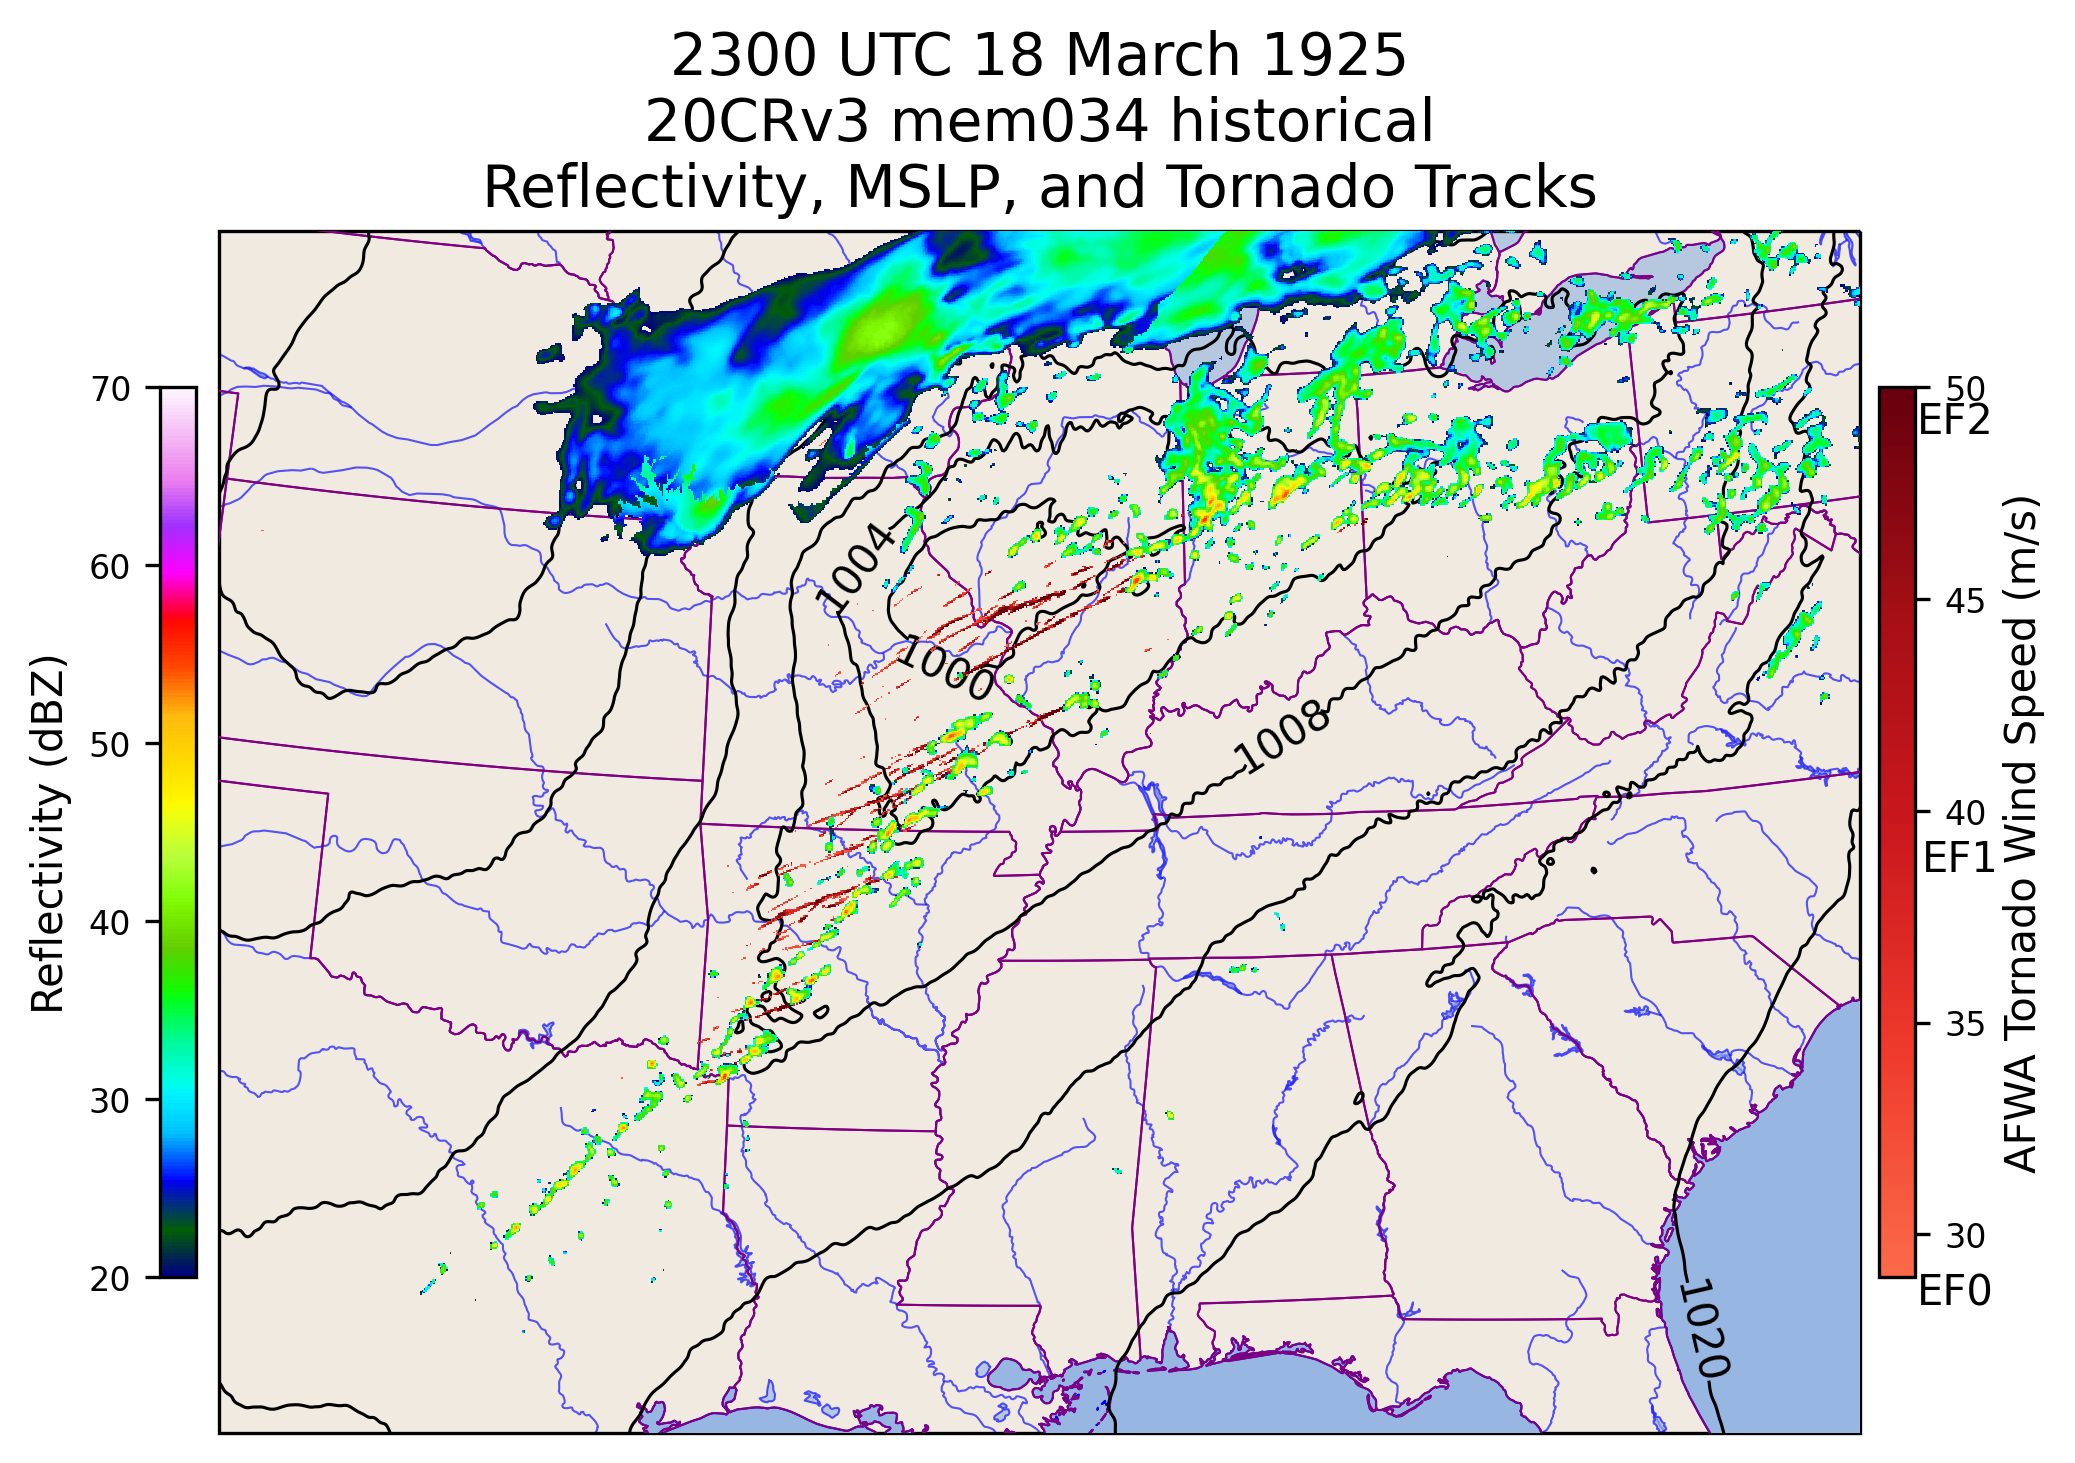 2300 UTC 18 March 1925
20CRv3 mem034 historical
Reflectivity, MSLP, and Tornado Tracks
Reflectivity (dBZ)
70
60
50
40
30
20
1004
1000
1008
1020
50
EF2
45
40
EF1
35
30
EF0
AFWA Tornado Wind Speed (m/s)